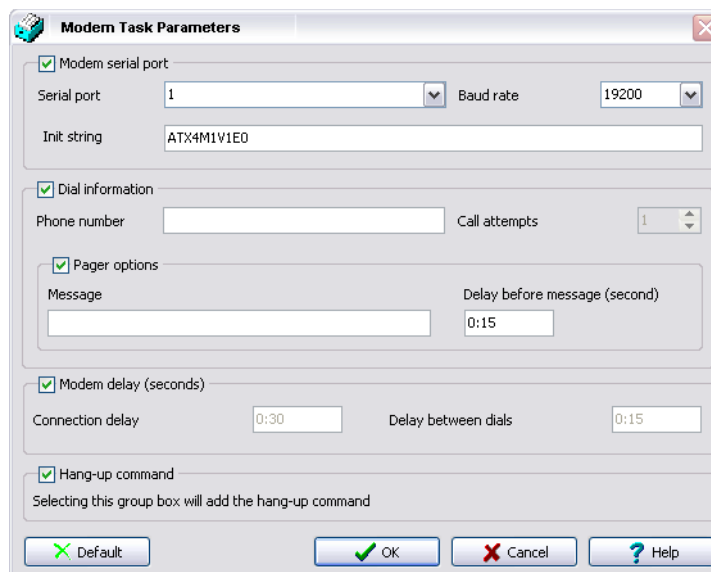 Modem Task Parameters
Modem serial port
Serial port 1 Baud rate 19200
Init string ATX4M1V1E0
Dial information
Phone number Call attempts 1
Pager options
Message Delay before message (second)
0:15
Modem delay (seconds)
Connection delay 0:30 Delay between dials 0:15
Hang-up command
Selecting this group box will add the hang-up command
Default OK Cancel Help